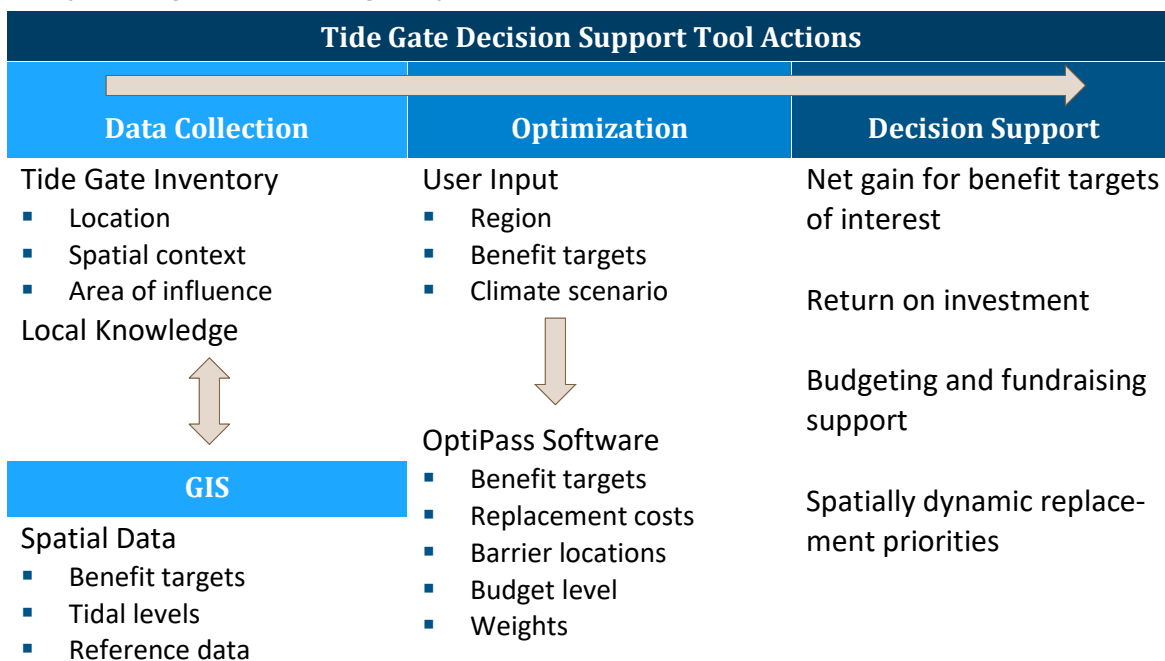 Tide Gate Decision Support Tool Actions
Data Collection
Optimization
Decision Support
Tide Gate Inventory
▪ Location
▪ Spatial context
▪ Area of influence
Local Knowledge
GIS
Spatial Data
▪ Benefit targets
▪ Tidal levels
▪ Reference data
User Input
▪ Region
▪ Benefit targets
▪ Climate scenario
OptiPass Software
▪ Benefit targets
▪ Replacement costs
▪ Barrier locations
▪ Budget level
▪ Weights
Net gain for benefit targets
of interest
Return on investment
Budgeting and fundraising
support
Spatially dynamic replace-
ment priorities